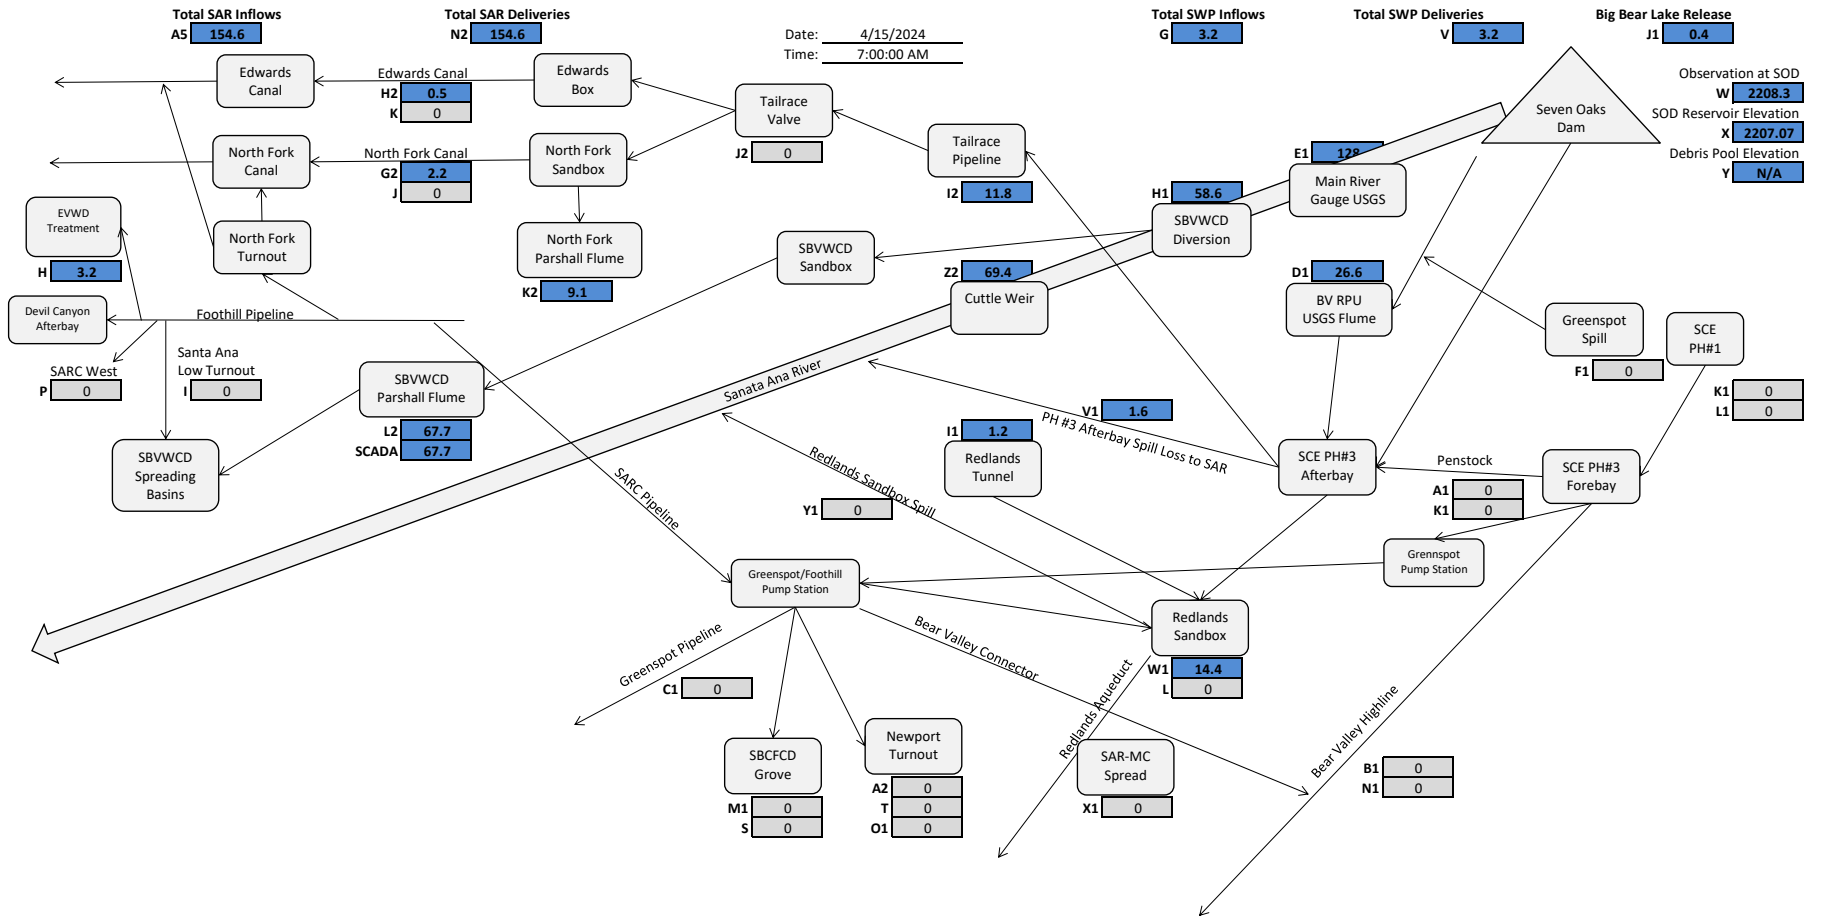 Total SAR Inflows
A5 154.6
Total SAR Deliveries
N2 154.6
Date: 4/15/2024
Time: 7:00:00 AM
Total SWP Inflows
G 3.2
Total SWP Deliveries
V 3.2
Big Bear Lake Release
J1 0.4
Observation at SOD
W 2208.3
SOD Reservoir Elevation
X 2207.07
Debris Pool Elevation
Y N/A
Seven Oaks
Dam
Edwards
Canal
Edwards Canal
H2 0.5
K 0
Edwards
Box
Tailrace
Valve
J2 0
Tailrace
Pipeline
I2 11.8
North Fork
Canal
North Fork Canal
G2 2.2
J 0
North Fork
Sandbox
E1 128
Main River
Gauge USGS
H1 58.6
SBVWCD
Diversion
EVWD
Treatment
H 3.2
North Fork
Turnout
North Fork
Parshall Flume
K2 9.1
SBVWCD
Sandbox
Z2 69.4
Cuttle Weir
D1 26.6
BV RPU
USGS Flume
Greenspot
Spill
F1 0
SCE
PH#1
K1 0
L1 0
Devil Canyon
Afterbay
Foothill Pipeline
SARC West
P 0
Santa Ana
Low Turnout
I 0
SBVWCD
Parshall Flume
L2 67.7
SCADA 67.7
Sanata Ana River
V1 1.6
PH #3 Afterbay Spill Loss to SAR
I1 1.2
Redlands
Tunnel
SCE PH#3
Afterbay
Penstock
A1 0
K1 0
SCE PH#3
Forebay
SBVWCD
Spreading
Basins
SARC Pipeline
Redlands Sandbox Spill
Y1 0
Grennspot
Pump Station
Greenspot/Foothill
Pump Station
Redlands
Sandbox
W1 14.4
L 0
Greenspot Pipeline
C1 0
Bear Valley Connector
Redlands Aqueduct
Bear Valley Highline
SBCFCD
Grove
M1 0
S 0
Newport
Turnout
A2 0
T 0
O1 0
SAR-MC
Spread
X1 0
B1 0
N1 0